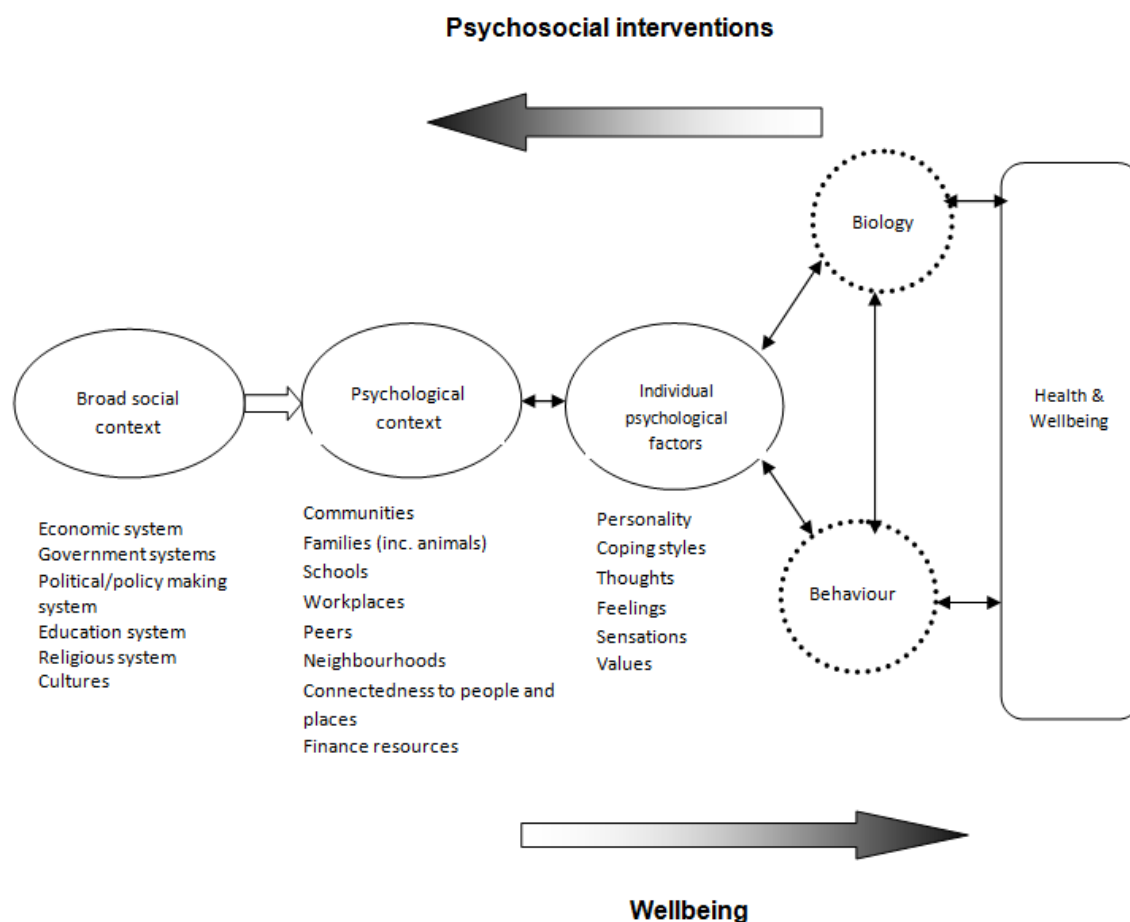 Psychosocial interventions
Biology
Broad social
context
Psychological
context
Individual
psychological
factors
Health &
Wellbeing
Economic system
Government systems
Political/policy making
system
Education system
Religious system
Cultures
Communities
Families (inc. animals)
Schools
Workplaces
Peers
Neighbourhoods
Connectedness to people and
places
Finance resources
Personality
Coping styles
Thoughts
Feelings
Sensations
Values
Behaviour
Wellbeing